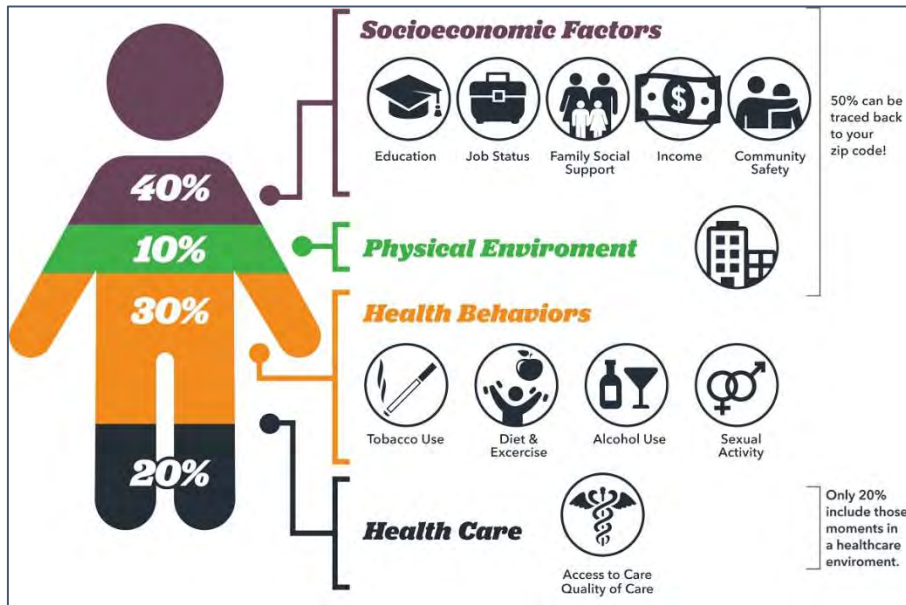 Socioeconomic Factors
Education
Job Status
Family Social
Support
Income
Community
Safety
50% can be
traced back
to your
zip code!
40%
10%
Physical Enviroment
30%
Health Behaviors
Tobacco Use
Diet &
Excercise
Alcohol Use
Sexual
Activity
20%
Health Care
Access to Care
Quality of Care
Only 20%
include those
moments in
a healthcare
enviroment.